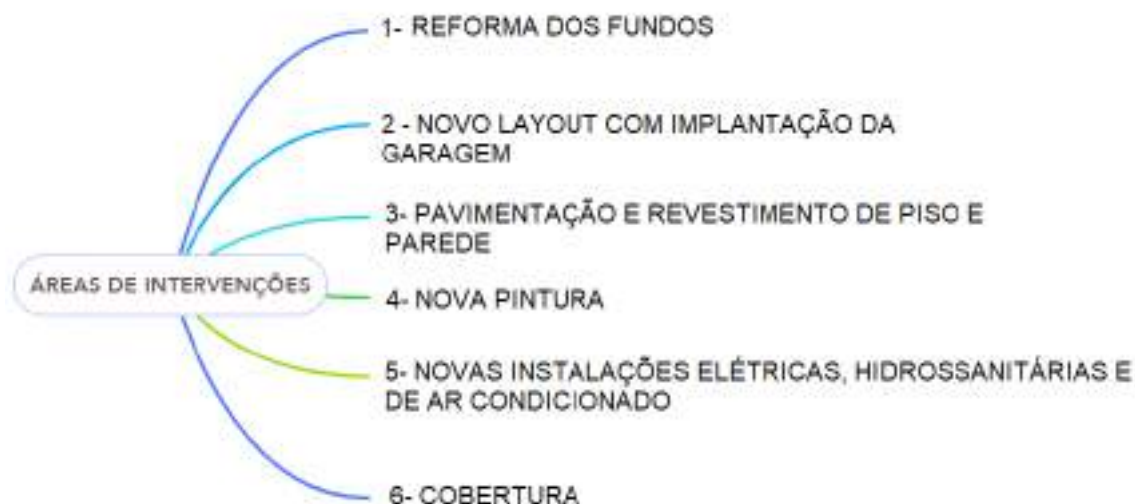 1- REFORMA DOS FUNDOS
2 - NOVO LAYOUT COM IMPLANTAÇÃO DA
GARAGEM
3- PAVIMENTAÇÃO E REVESTIMENTO DE PISO E
PAREDE
ÁREAS DE INTERVENÇÕES
4- NOVA PINTURA
5- NOVAS INSTALAÇÕES ELÉTRICAS, HIDROSSANITÁRIAS E
DE AR CONDICIONADO
6- COBERTURA